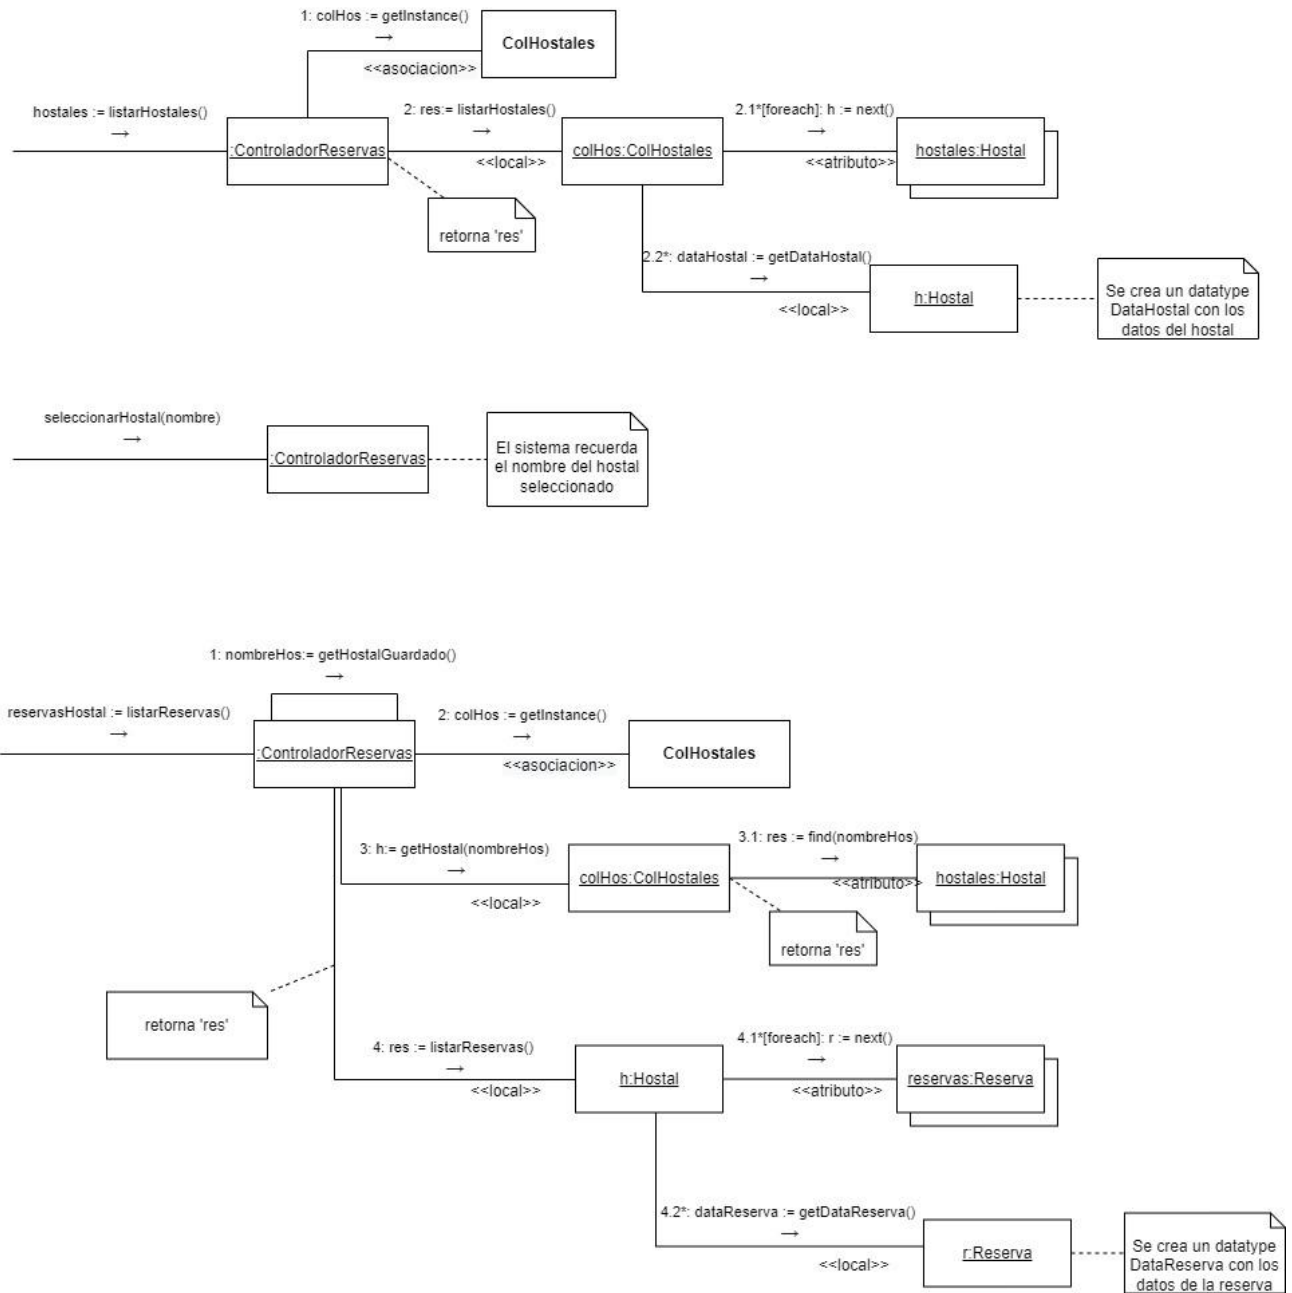 1: colHos := getInstance()
ColHostales
<<asociacion>>
hostales := listarHostales()
:ControladorReservas
2: res:= listarHostales()
<<local>>
colHos:ColHostales
2.1*[foreach]: h := next()
<<atributo>>
hostales:Hostal
retorna 'res'
2.2*: dataHostal := getDataHostal()
<<local>>
h:Hostal
Se crea un datatype
DataHostal con los
datos del hostal
seleccionarHostal(nombre)
:ControladorReservas
El sistema recuerda
el nombre del hostal
seleccionado
1: nombreHos:= getHostalGuardado()
reservasHostal := listarReservas()
:ControladorReservas
2: colHos := getInstance()
<<asociacion>>
ColHostales
3: h:= getHostal(nombreHos)
<<local>>
colHos:ColHostales
3.1: res := find(nombreHos)
<<atributo>>
hostales:Hostal
retorna 'res'
retorna 'res'
4: res := listarReservas()
<<local>>
h:Hostal
4.1*[foreach]: r := next()
<<atributo>>
reservas:Reserva
4.2*: dataReserva := getDataReserva()
<<local>>
r:Reserva
Se crea un datatype
DataReserva con los
datos de la reserva